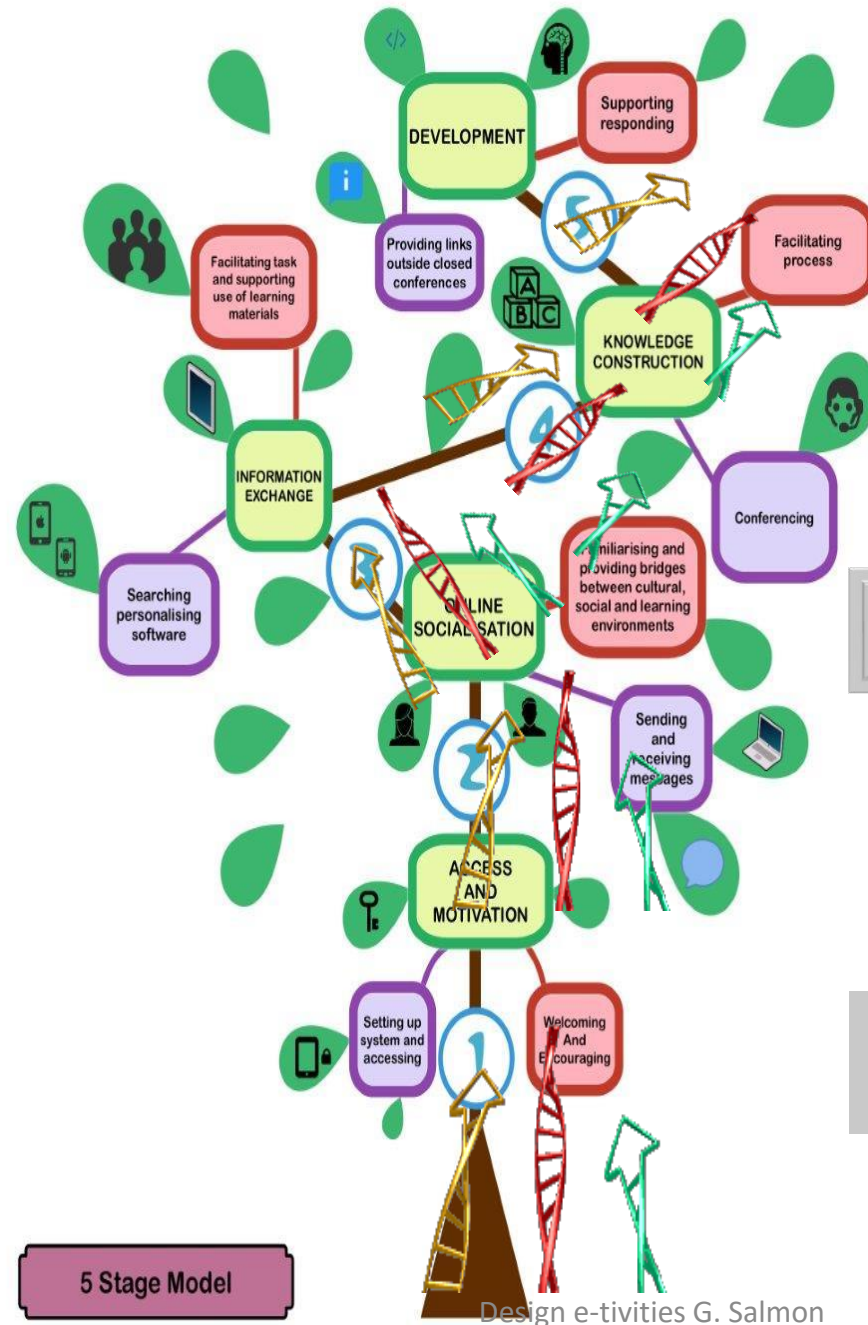 </>
DEVELOPMENT
Supporting
responding
5
i
Providing links
outside closed
conferences
Facilitating
process
Facilitating task
and supporting
use of learning
materials
A
B C
KNOWLEDGE
CONSTRUCTION
4
INFORMATION
EXCHANGE
Conferencing
3
Searching
personalising
software
ONLINE
SOCIALISATION
Familiarising and
providing bridges
between cultural,
social and learning
environments
Sending
and
receiving
messages
2
ACCESS
AND
MOTIVATION
Setting up
system and
accessing
1
Welcoming
And
Encouraging
5 Stage Model
Design e-tivities G. Salmon